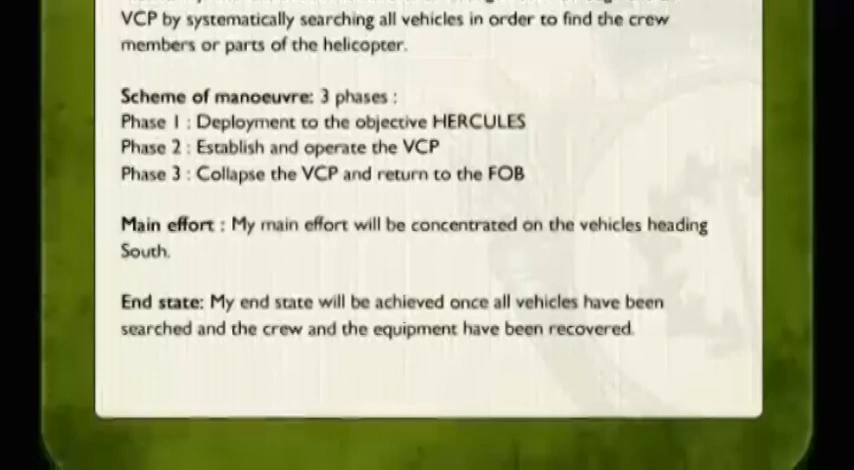 VCP by systematically searching all vehicles in order to find the crew
members or parts of the helicopter.
Scheme of manoeuvre: 3 phases :
Phase 1 : Deployment to the objective HERCULES
Phase 2 : Establish and operate the VCP
Phase 3 : Collapse the VCP and return to the FOB
Main effort : My main effort will be concentrated on the vehicles heading
South.
End state: My end state will be achieved once all vehicles have been
searched and the crew and the equipment have been recovered.